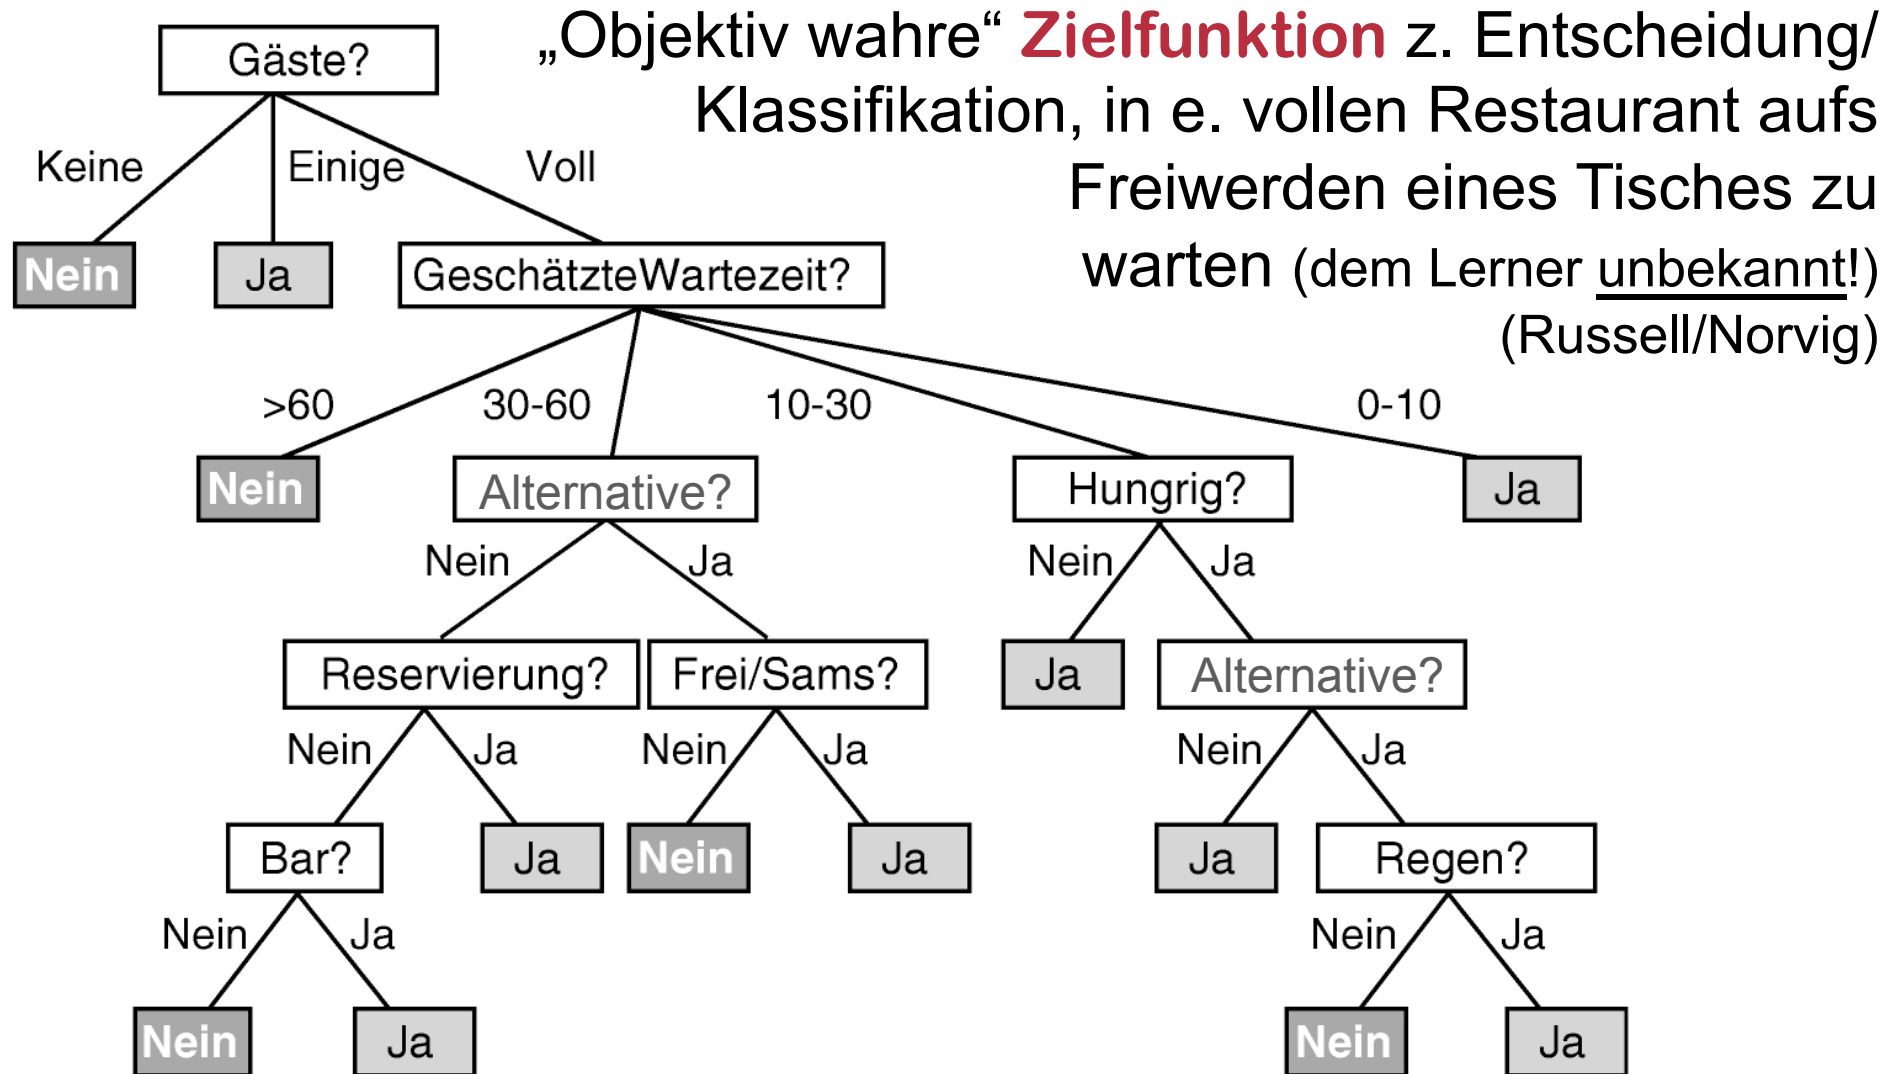 „Objektiv wahre“ Zielfunktion z. Entscheidung/
Klassifikation, in e. vollen Restaurant aufs
Freiwerden eines Tisches zu
warten (dem Lerner unbekannt!)
(Russell/Norvig)
Gäste?
Keine Einige Voll
Nein Ja GeschätzteWartezeit?
>60 30-60 10-30 0-10
Nein Alternative? Hungrig? Ja
Nein Ja Nein Ja
Reservierung? Frei/Sams? Ja Alternative?
Nein Ja Nein Ja Nein Ja
Bar? Ja Nein Ja Ja Regen?
Nein Ja Nein Ja
Nein Ja Nein Ja